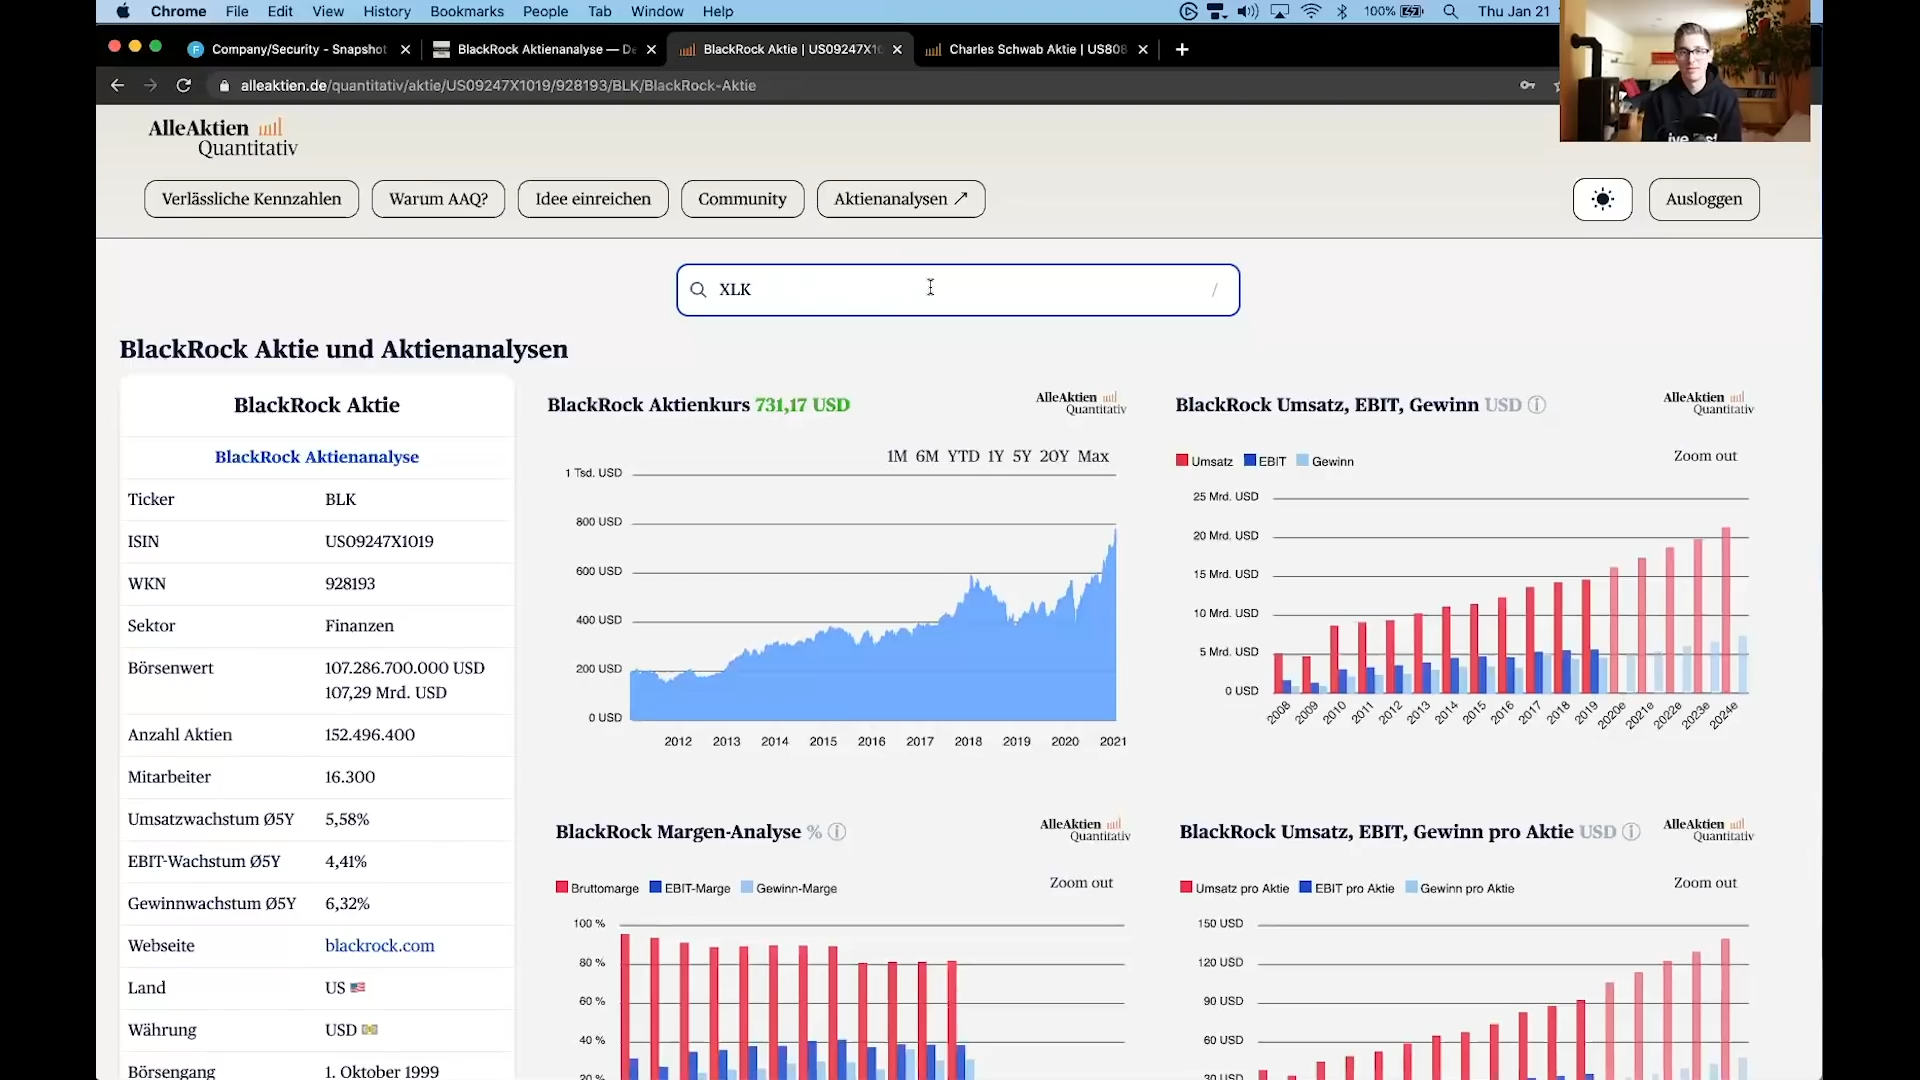 Chrome File Edit View History Bookmarks People Tab Window Help 100% Thu Jan 21
Company/Security - Snapshot BlackRock Aktienanalyse — De BlackRock Aktie | US09247X10 Charles Schwab Aktie | US808
alleaktien.de/quantitativ/aktie/US09247X1019/928193/BLK/BlackRock-Aktie
AlleAktien
Quantitativ
Verlässliche Kennzahlen Warum AAQ? Idee einreichen Community Aktienanalysen ↗ Ausloggen
XLK /
BlackRock Aktie und Aktienanalysen
BlackRock Aktie
BlackRock Aktienanalyse
Ticker BLK
ISIN US09247X1019
WKN 928193
Sektor Finanzen
Börsenwert 107.286.700.000 USD
107,29 Mrd. USD
Anzahl Aktien 152.496.400
Mitarbeiter 16.300
Umsatzwachstum Ø5Y 5,58%
EBIT-Wachstum Ø5Y 4,41%
Gewinnwachstum Ø5Y 6,32%
Webseite blackrock.com
Land US
Währung USD
Börsengang 1. Oktober 1999
BlackRock Aktienkurs 731,17 USD
AlleAktien
Quantitativ
1M 6M YTD 1Y 5Y 20Y Max
1 Tsd. USD
800 USD
600 USD
400 USD
200 USD
0 USD
2012 2013 2014 2015 2016 2017 2018 2019 2020 2021
BlackRock Umsatz, EBIT, Gewinn USD
AlleAktien
Quantitativ
Umsatz EBIT Gewinn Zoom out
25 Mrd. USD
20 Mrd. USD
15 Mrd. USD
10 Mrd. USD
5 Mrd. USD
0 USD
2008 2009 2010 2011 2012 2013 2014 2015 2016 2017 2018 2019 2020e 2021e 2022e 2023e 2024e
BlackRock Margen-Analyse %
AlleAktien
Quantitativ
Bruttomarge EBIT-Marge Gewinn-Marge Zoom out
100 %
80 %
60 %
40 %
20 %
BlackRock Umsatz, EBIT, Gewinn pro Aktie USD
AlleAktien
Quantitativ
Umsatz pro Aktie EBIT pro Aktie Gewinn pro Aktie Zoom out
150 USD
120 USD
90 USD
60 USD
30 USD